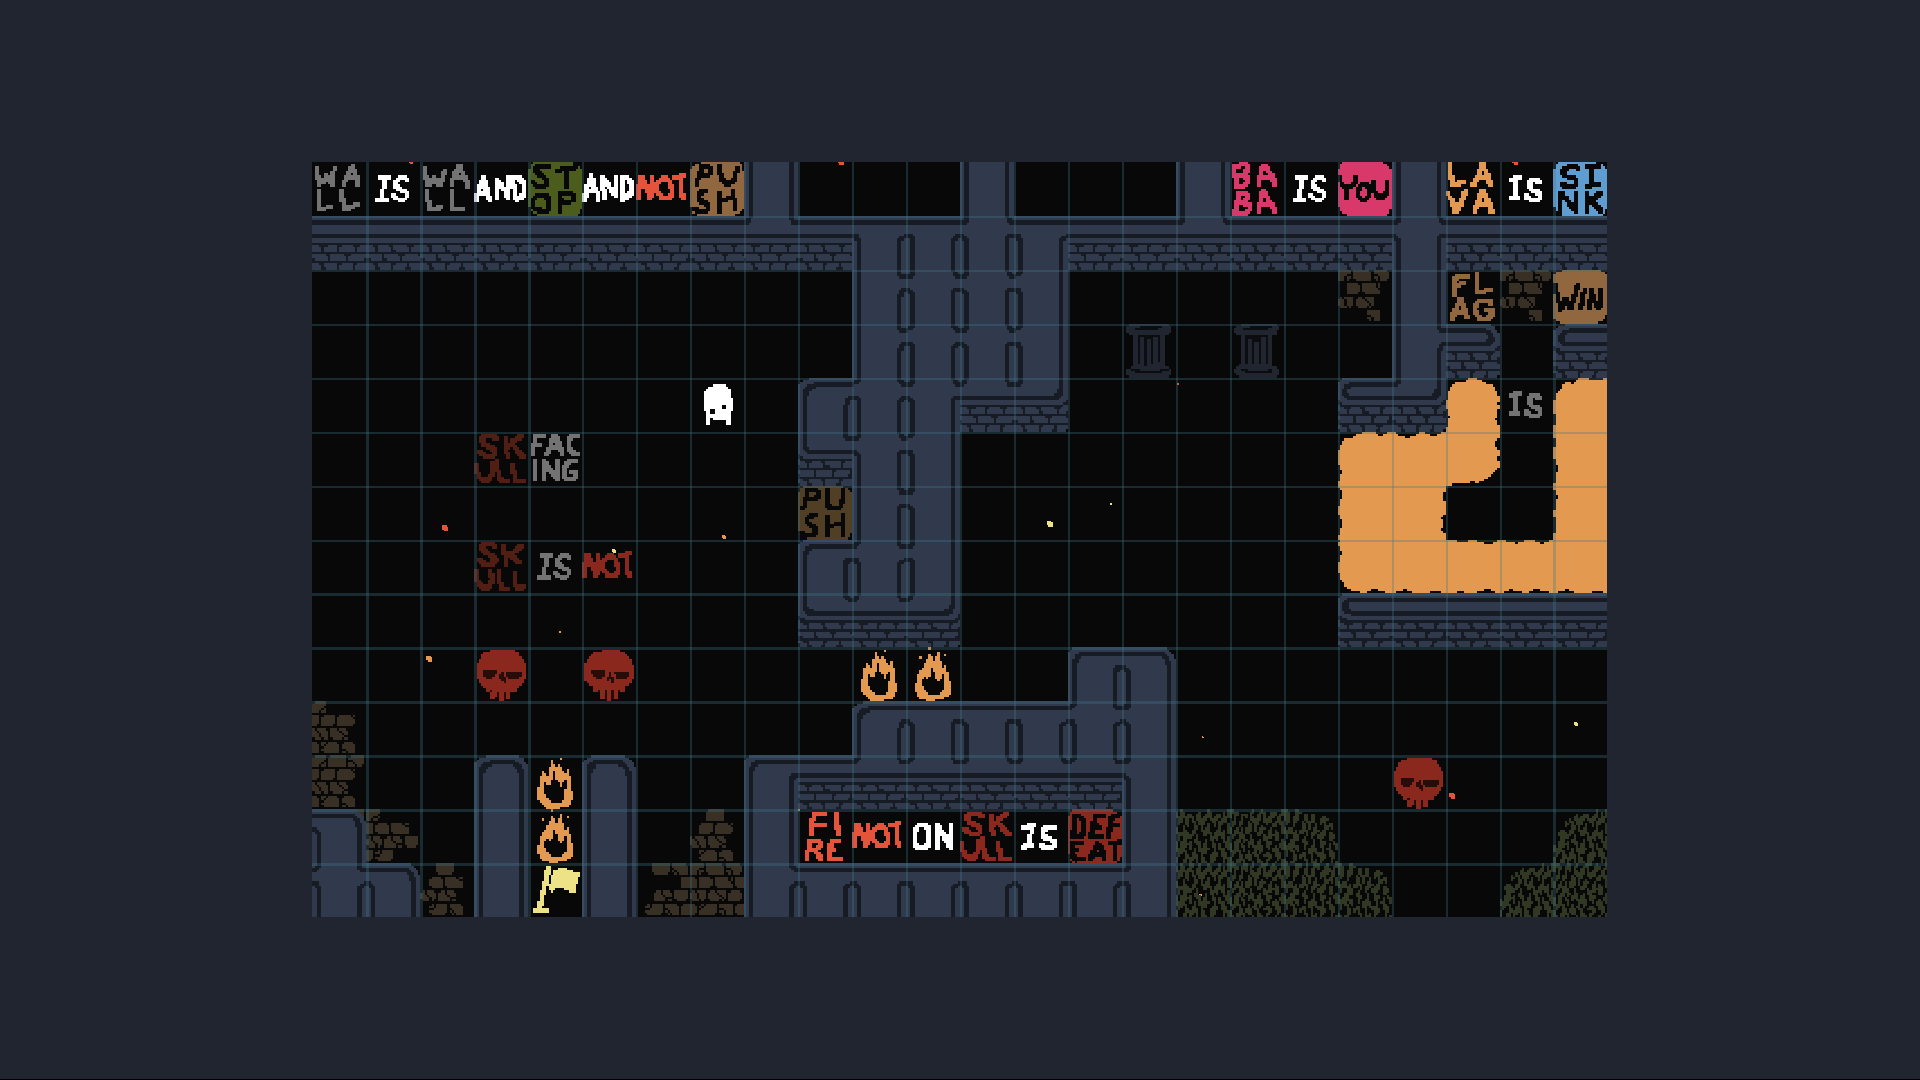 WALL IS WALL AND STOP AND NOT PUSH
BABA IS YOU
LAVA IS SINK
FLAG WIN
IS
SKULL FACING
PUSH
SKULL IS NOT
FIRE NOT ON SKULL IS DEFEAT